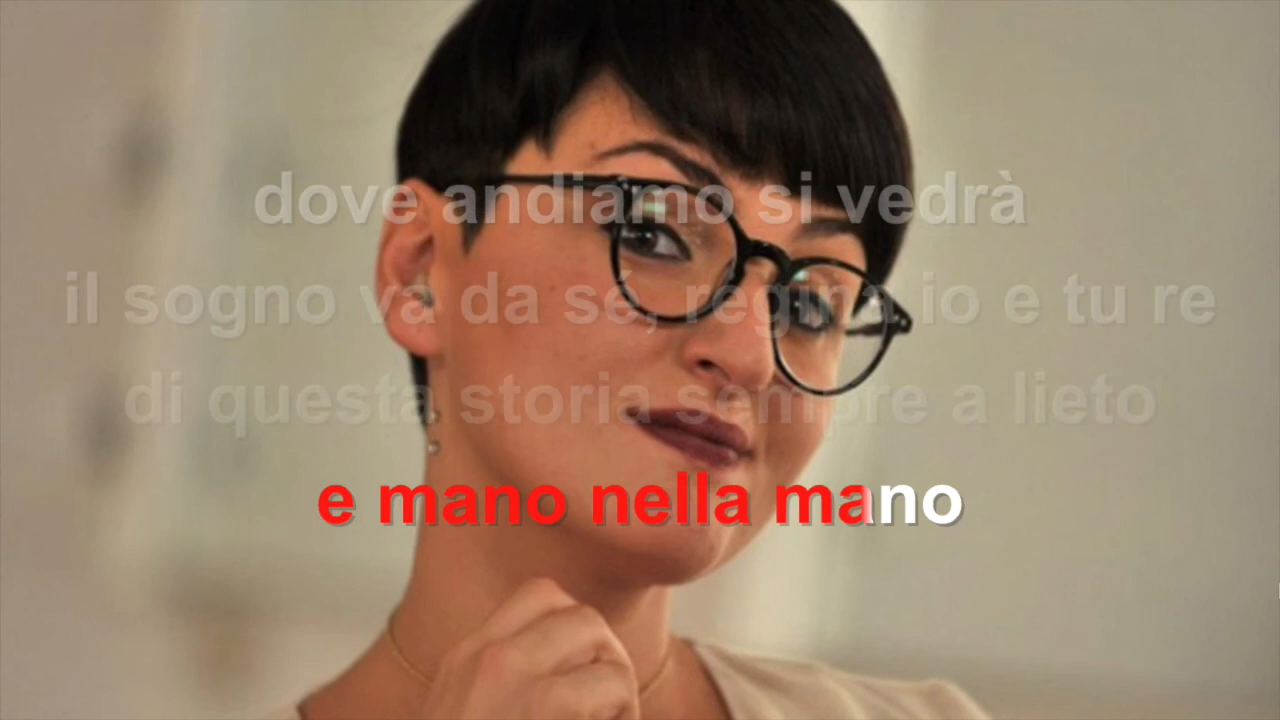 dove andiamo si vedrà
il sogno va da sé, regina io e tu re
di questa storia sempre a lieto
e mano nella mano